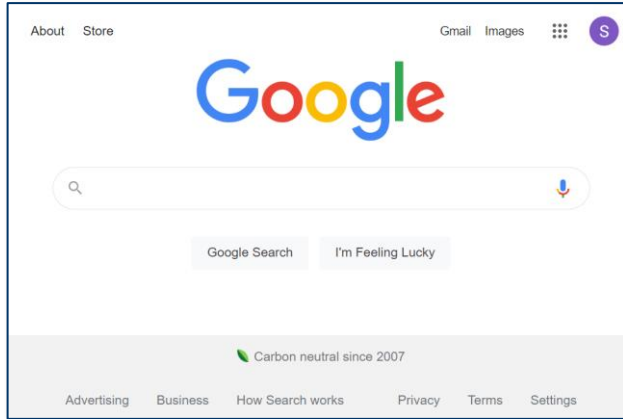 About Store Gmail Images S
Google
Google Search I'm Feeling Lucky
Carbon neutral since 2007
Advertising Business How Search works Privacy Terms Settings